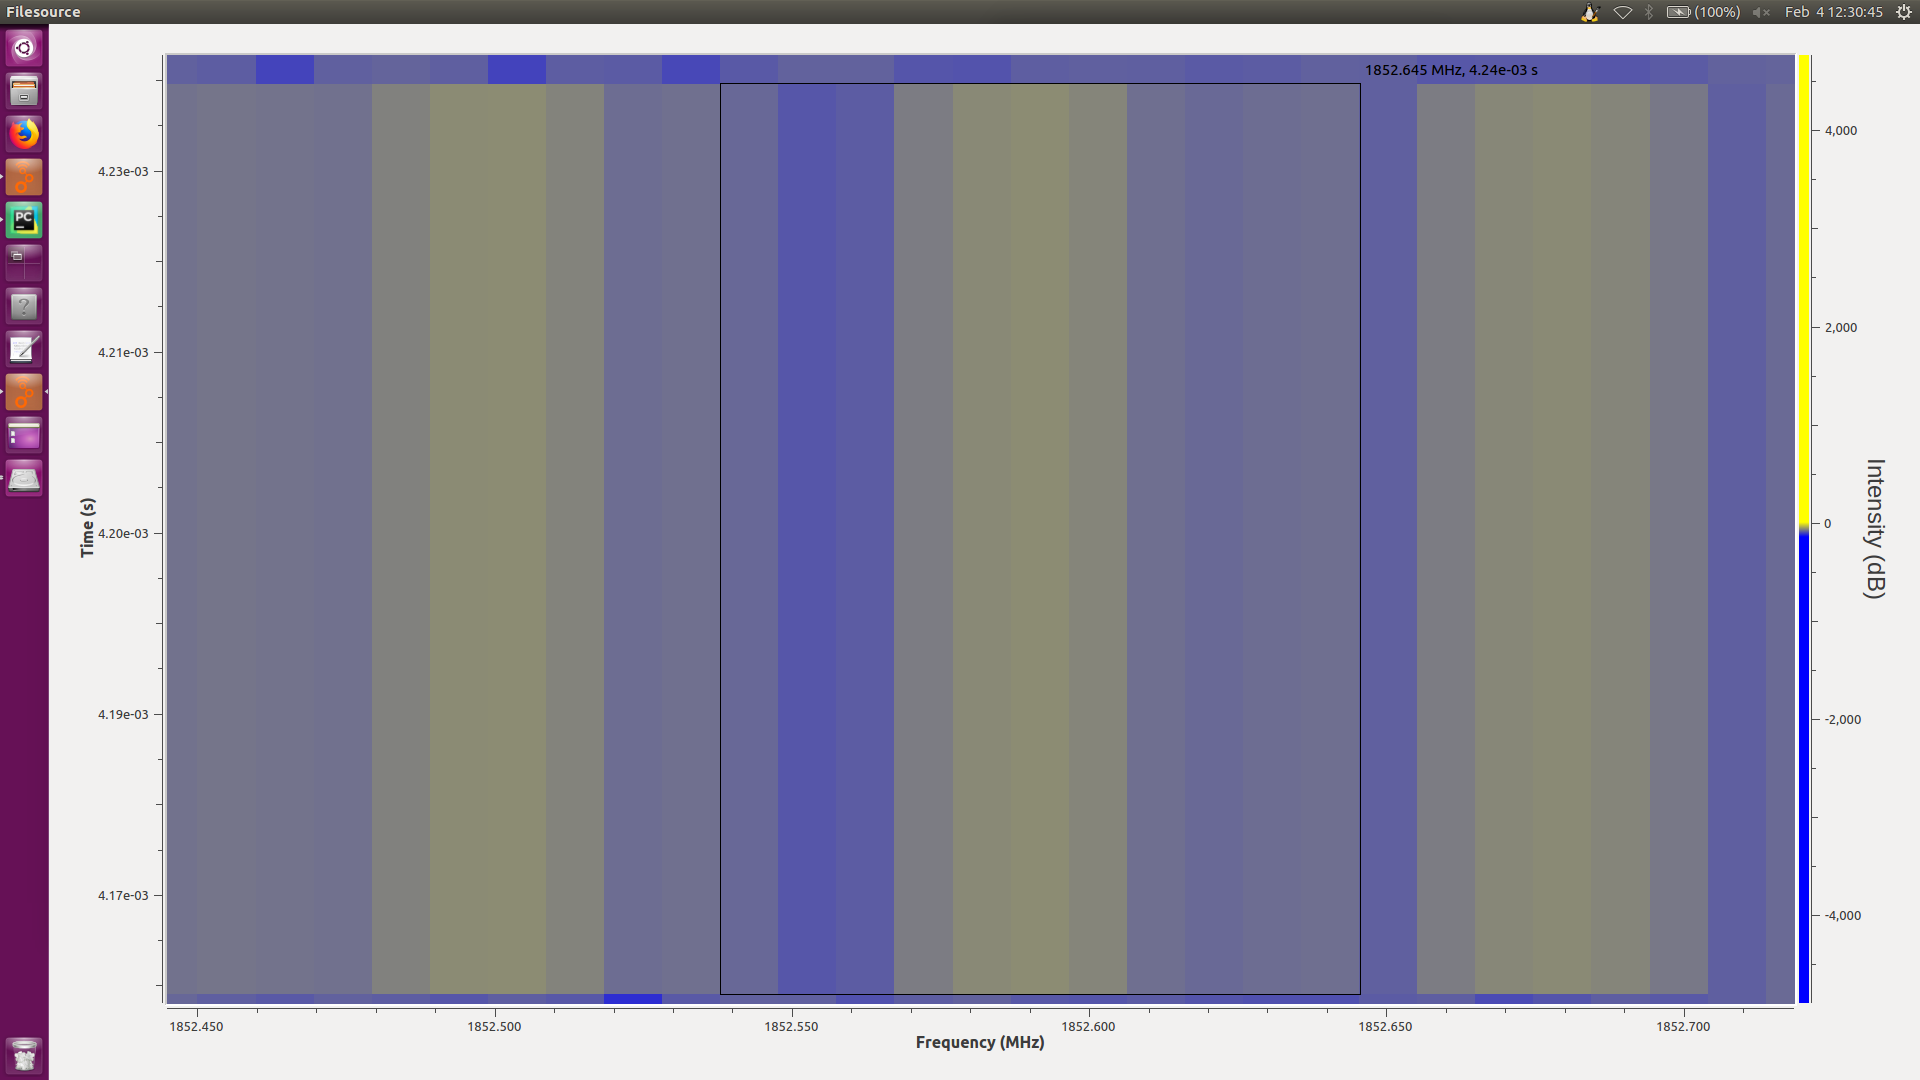 Filesource
(100%)
Feb 4 12:30:45
1852.645 MHz, 4.24e-03 s
4.23e-03
4.21e-03
4.20e-03
4.19e-03
4.17e-03
Time (s)
1852.450
1852.500
1852.550
1852.600
1852.650
1852.700
Frequency (MHz)
4,000
2,000
0
-2,000
-4,000
Intensity (dB)
PC
?